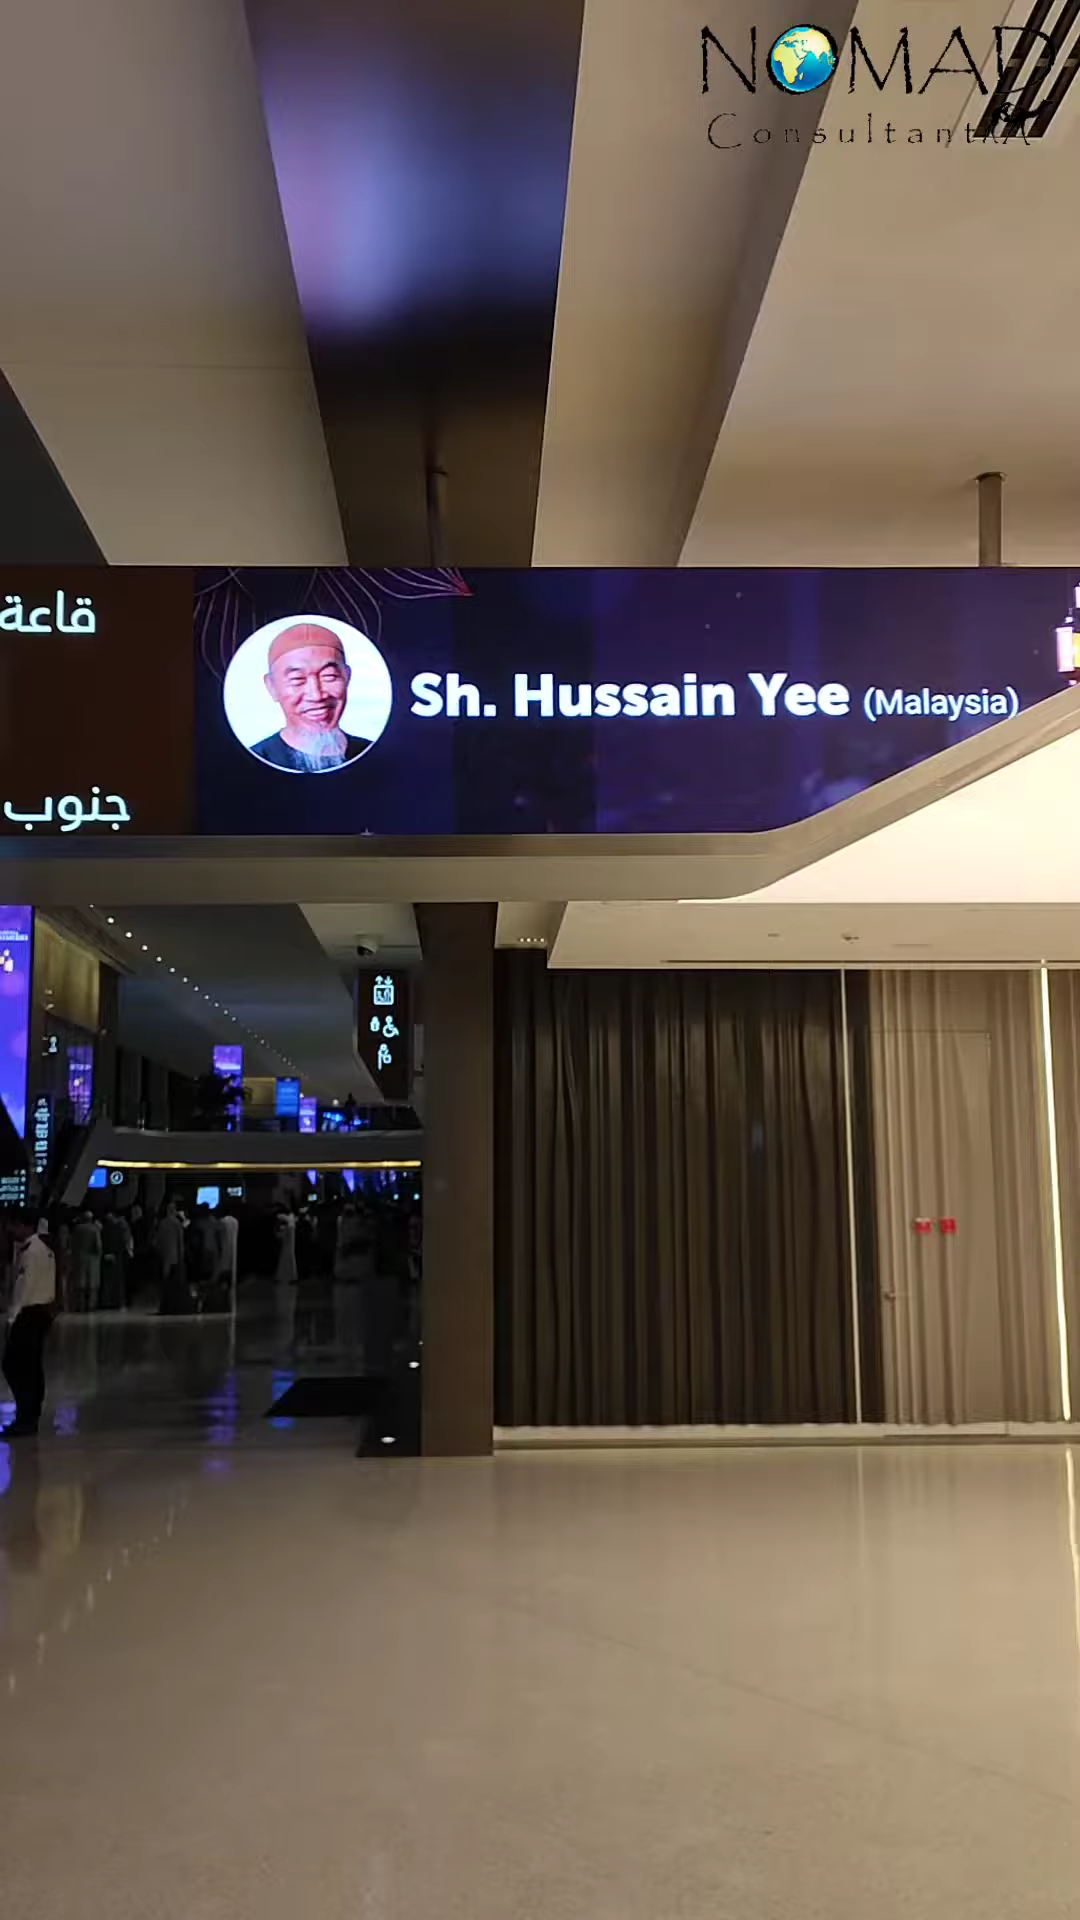 NOMAD
Consultant
قاعة
Sh. Hussain Yee (Malaysia)
جنوب